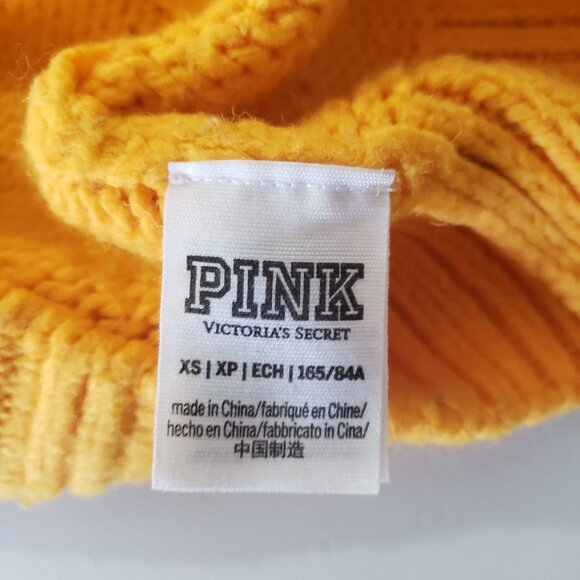 PINK
VICTORIA'S SECRET
XS | XP | ECH | 165/84A
made in China/fabriqué en Chine/
hecho en China/fabbricato in Cina/
中国制造